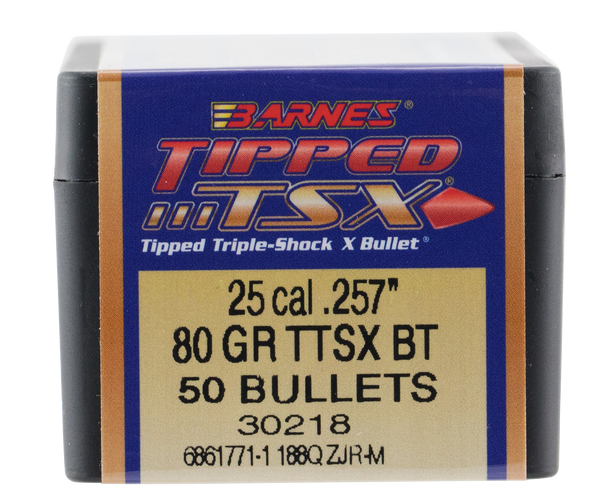 BARNES®
TIPPED
TSX®
Tipped Triple-Shock X Bullet®
25 cal .257"
80 GR TTSX BT
50 BULLETS
30218
6861771-1 188Q ZJR-M